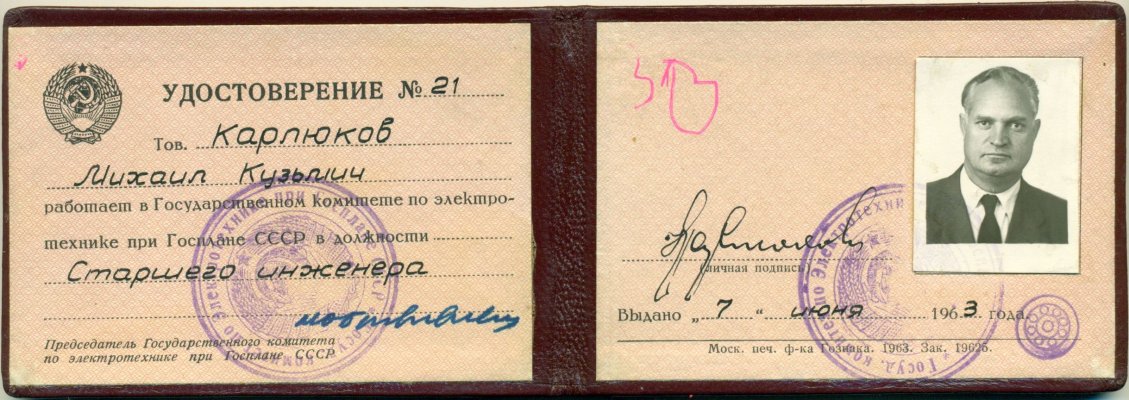 УДОСТОВЕРЕНИЕ № 21
Тов. Карлюков
Михаил Кузьмич
работает в Государственном комитете по электро-
технике при Госплане СССР в должности
Старшего инженера
Председатель Государственного комитета
по электротехнике при Госплане СССР
(личная подпись)
Выдано „ 7 “ июня 1963 года.
Моск. печ. ф-ка Гознака. 1963. Зак. 19625.